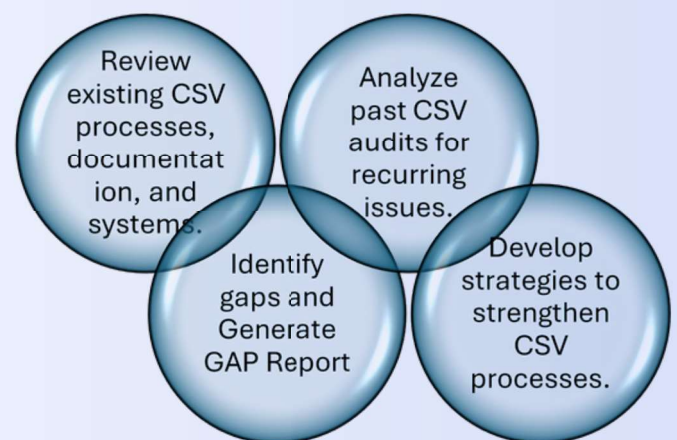 Review
existing CSV
processes,
documentat
ion, and
systems.
Analyze
past CSV
audits for
recurring
issues.
Identify
gaps and
Generate
GAP Report
Develop
strategies to
strengthen
CSV
processes.